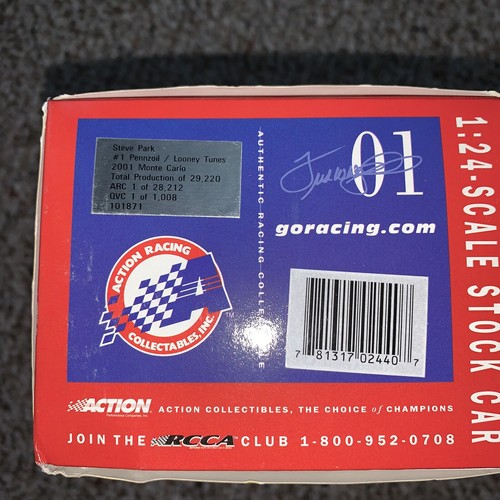 Steve Park
#1 Pennzoil / Looney Tunes
2001 Monte Carlo
Total Production of 29,220
ARC 1 of 28,212
QVC 1 of 1,008
101871
AUTHENTIC RACING COLLECTIBLE
01
goracing.com
1:24-SCALE STOCK CAR
ACTION RACING
COLLECTABLES, INC.
7 81317 02440 7
ACTION ACTION COLLECTIBLES, THE CHOICE of CHAMPIONS
JOIN THE RCCA CLUB 1-800-952-0708